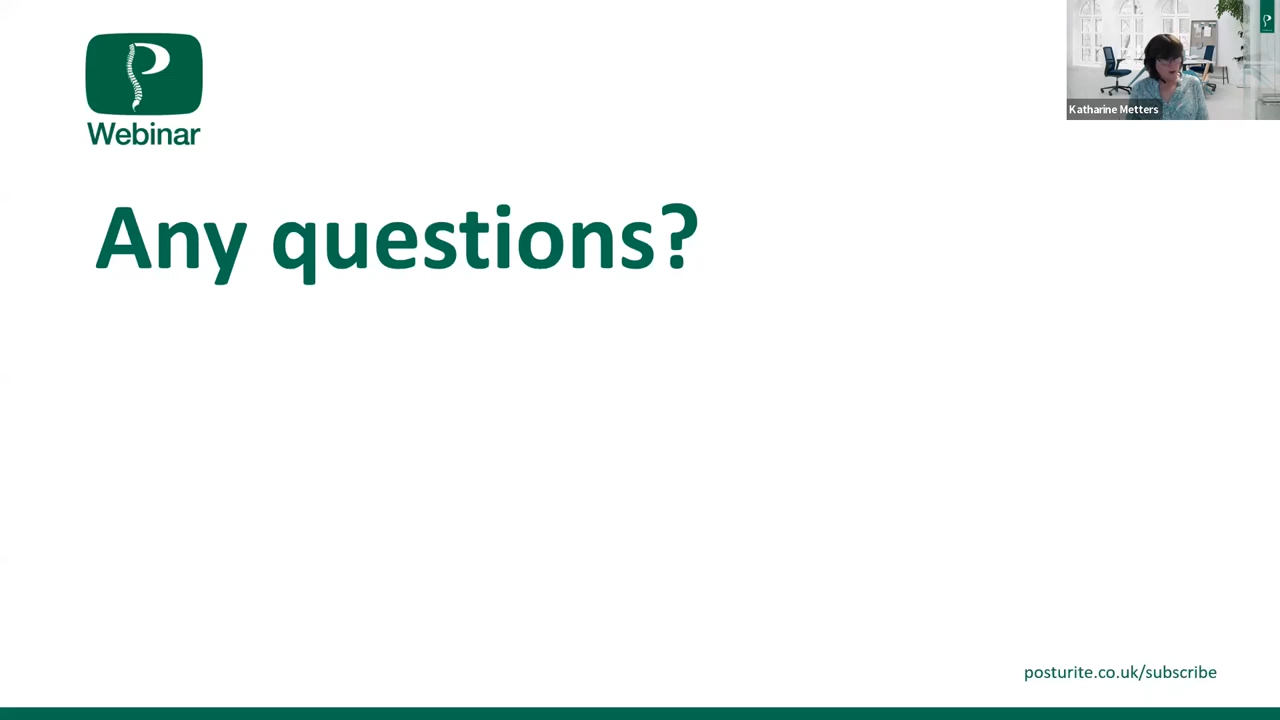 Webinar
Katharine Metters
Any questions?
posturite.co.uk/subscribe